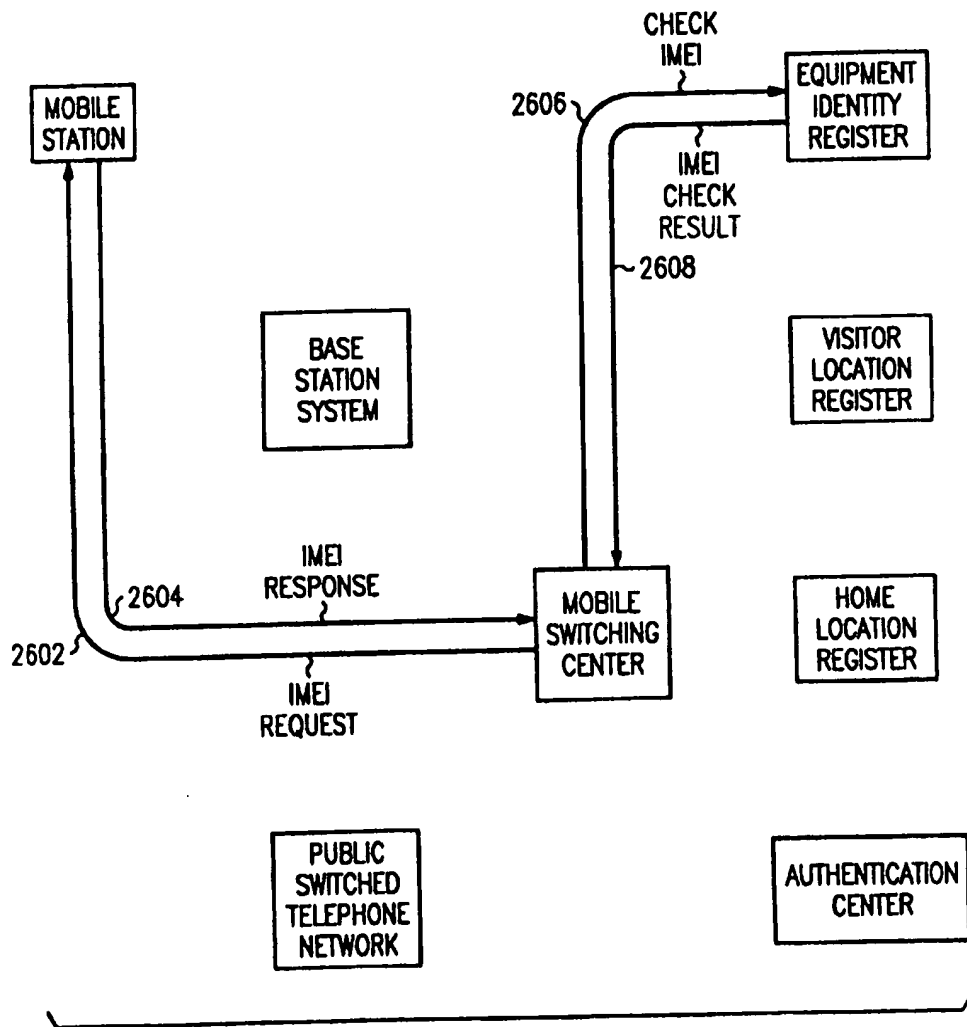 CHECK
IMEI
2606
EQUIPMENT
IDENTITY
REGISTER
MOBILE
STATION
IMEI
CHECK
RESULT
2608
BASE
STATION
SYSTEM
VISITOR
LOCATION
REGISTER
IMEI
RESPONSE
2604
2602
MOBILE
SWITCHING
CENTER
HOME
LOCATION
REGISTER
IMEI
REQUEST
PUBLIC
SWITCHED
TELEPHONE
NETWORK
AUTHENTICATION
CENTER